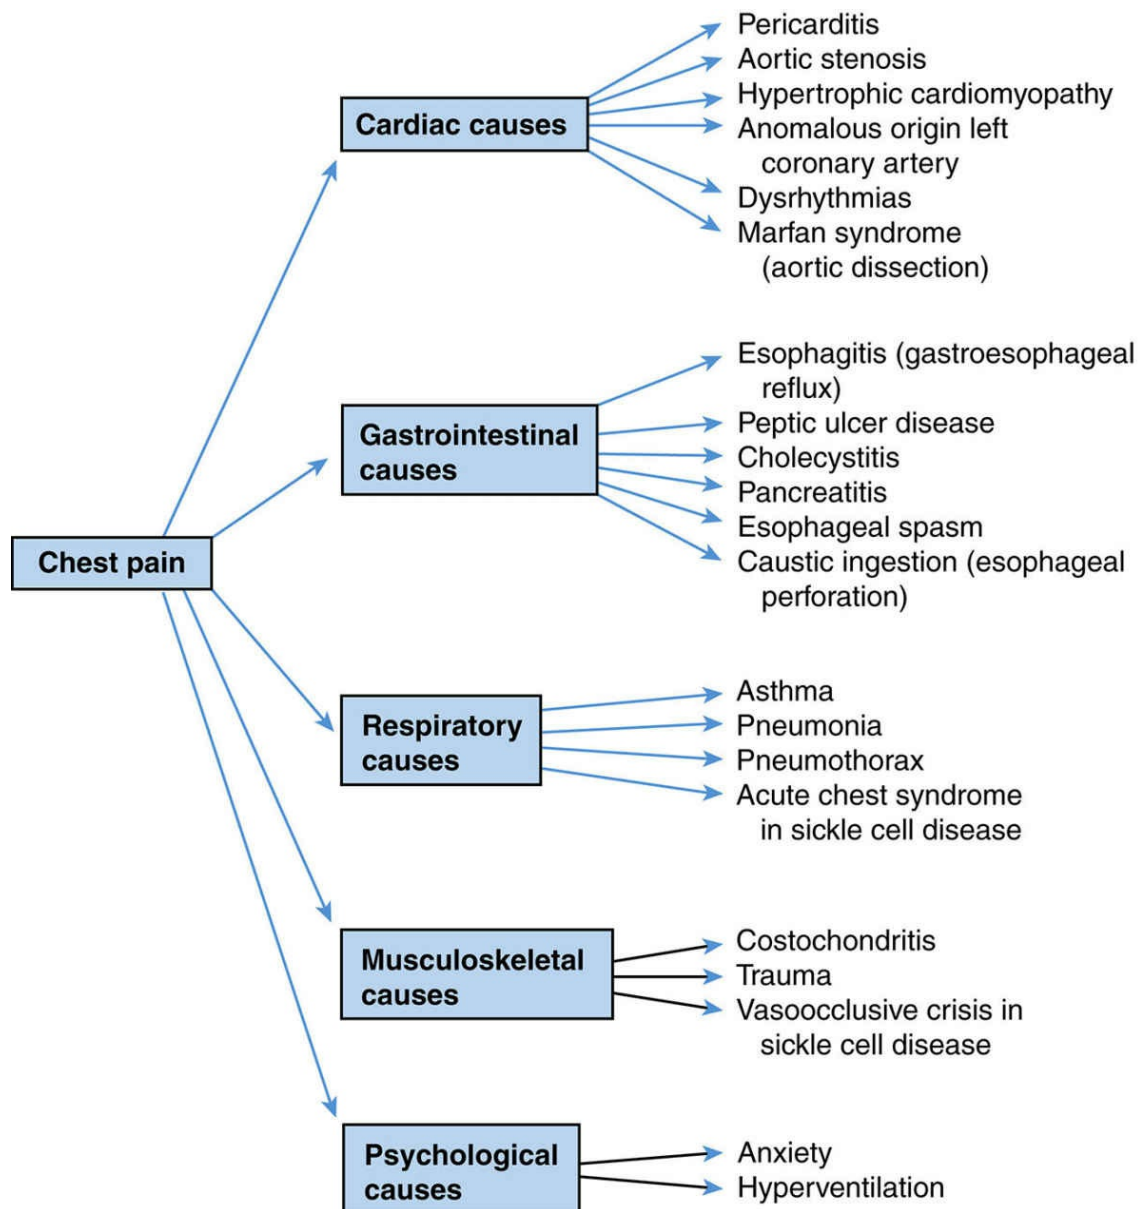 Chest pain
Cardiac causes
Pericarditis
Aortic stenosis
Hypertrophic cardiomyopathy
Anomalous origin left
coronary artery
Dysrhythmias
Marfan syndrome
(aortic dissection)
Gastrointestinal
causes
Esophagitis (gastroesophageal
reflux)
Peptic ulcer disease
Cholecystitis
Pancreatitis
Esophageal spasm
Caustic ingestion (esophageal
perforation)
Respiratory
causes
Asthma
Pneumonia
Pneumothorax
Acute chest syndrome
in sickle cell disease
Musculoskeletal
causes
Costochondritis
Trauma
Vasoocclusive crisis in
sickle cell disease
Psychological
causes
Anxiety
Hyperventilation